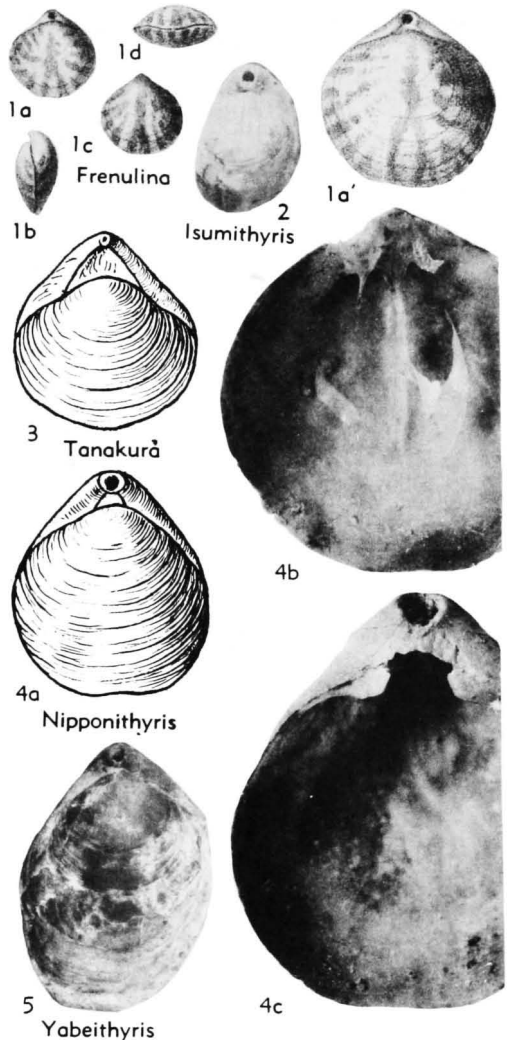 1a
1d
1c
1b
Frenulina
2
Isumithyris
1a'
3
Tanakura
4b
4a
Nipponithyris
5
Yabeithyris
4c